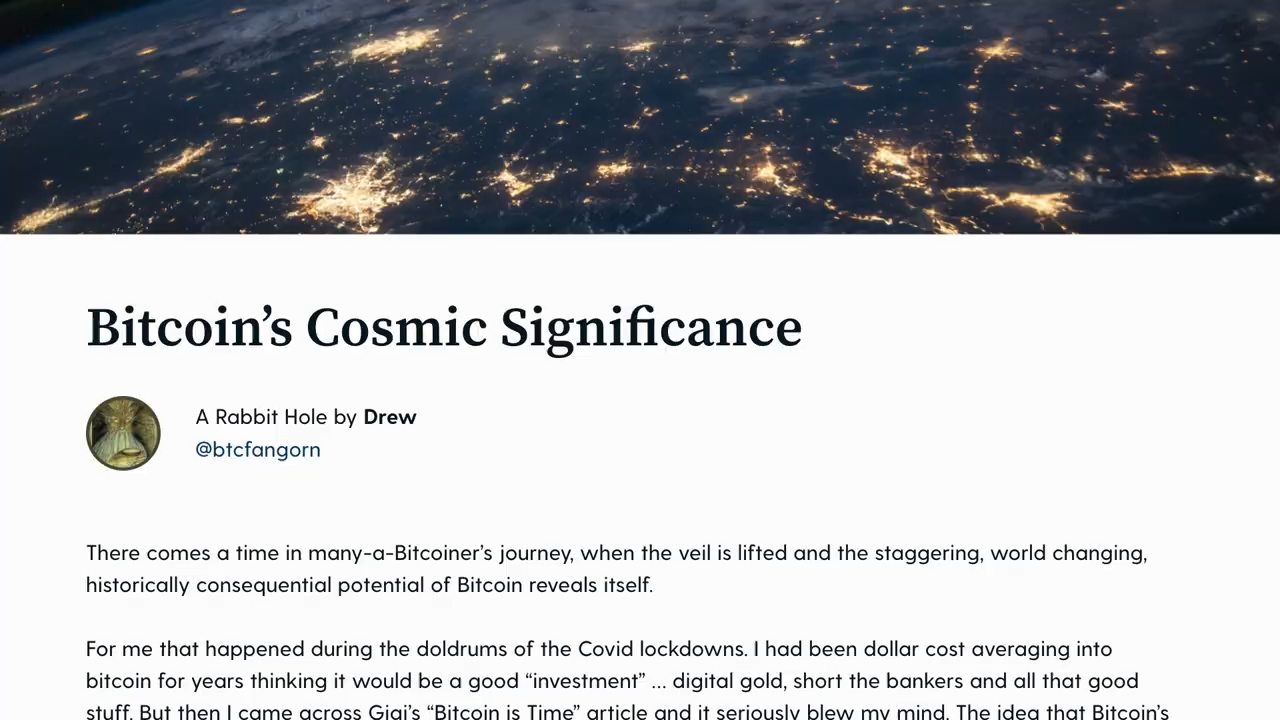 Bitcoin’s Cosmic Significance
A Rabbit Hole by Drew
@btcfangorn
There comes a time in many-a-Bitcoiner’s journey, when the veil is lifted and the staggering, world changing,
historically consequential potential of Bitcoin reveals itself.
For me that happened during the doldrums of the Covid lockdowns. I had been dollar cost averaging into
bitcoin for years thinking it would be a good “investment” ... digital gold, short the bankers and all that good
stuff. But then I came across Gigi’s “Bitcoin is Time” article and it seriously blew my mind. The idea that Bitcoin’s